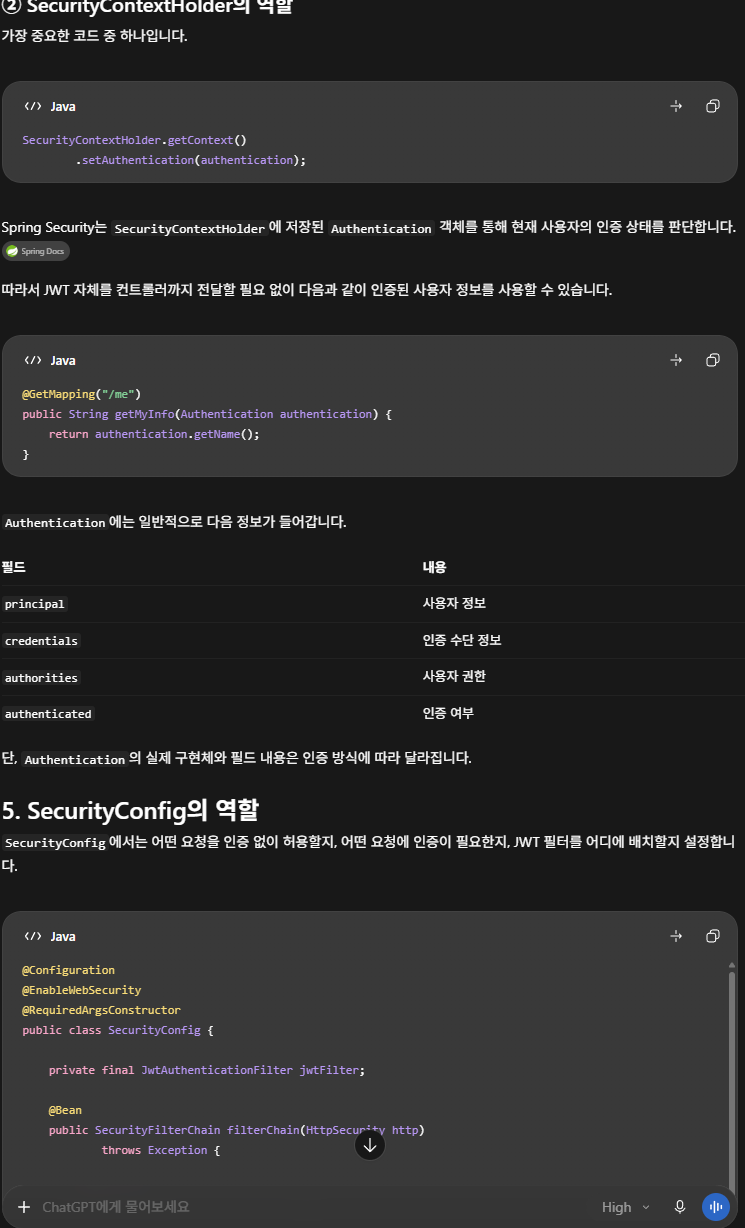 ② SecurityContextHolder의 역할
가장 중요한 코드 중 하나입니다.
</> Java
SecurityContextHolder.getContext()
        .setAuthentication(authentication);
Spring Security는 SecurityContextHolder에 저장된 Authentication 객체를 통해 현재 사용자의 인증 상태를 판단합니다.
Spring Docs
따라서 JWT 자체를 컨트롤러까지 전달할 필요 없이 다음과 같이 인증된 사용자 정보를 사용할 수 있습니다.
</> Java
@GetMapping("/me")
public String getMyInfo(Authentication authentication) {
    return authentication.getName();
}
Authentication에는 일반적으로 다음 정보가 들어갑니다.
필드 내용
principal 사용자 정보
credentials 인증 수단 정보
authorities 사용자 권한
authenticated 인증 여부
단, Authentication의 실제 구현체와 필드 내용은 인증 방식에 따라 달라집니다.
5. SecurityConfig의 역할
SecurityConfig에서는 어떤 요청을 인증 없이 허용할지, 어떤 요청에 인증이 필요한지, JWT 필터를 어디에 배치할지 설정합니
다.
</> Java
@Configuration
@EnableWebSecurity
@RequiredArgsConstructor
public class SecurityConfig {
    private final JwtAuthenticationFilter jwtFilter;
    @Bean
    public SecurityFilterChain filterChain(HttpSecurity http)
            throws Exception {
ChatGPT에게 물어보세요 High